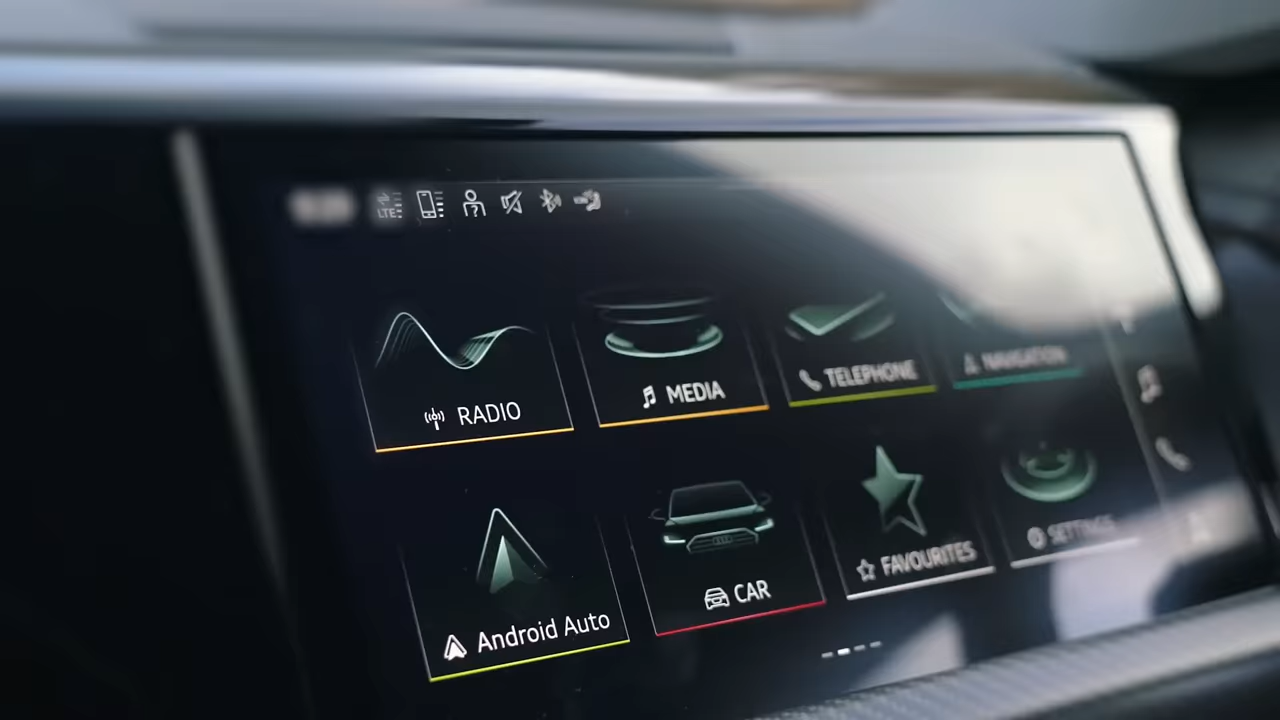 LTE
RADIO
MEDIA
TELEPHONE
NAVIGATION
Android Auto
CAR
FAVOURITES
SETTINGS